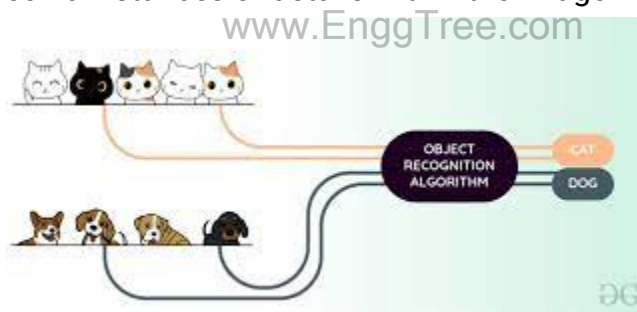 www.EnggTree.com
OBJECT
RECOGNITION
ALGORITHM
CAT
DOG